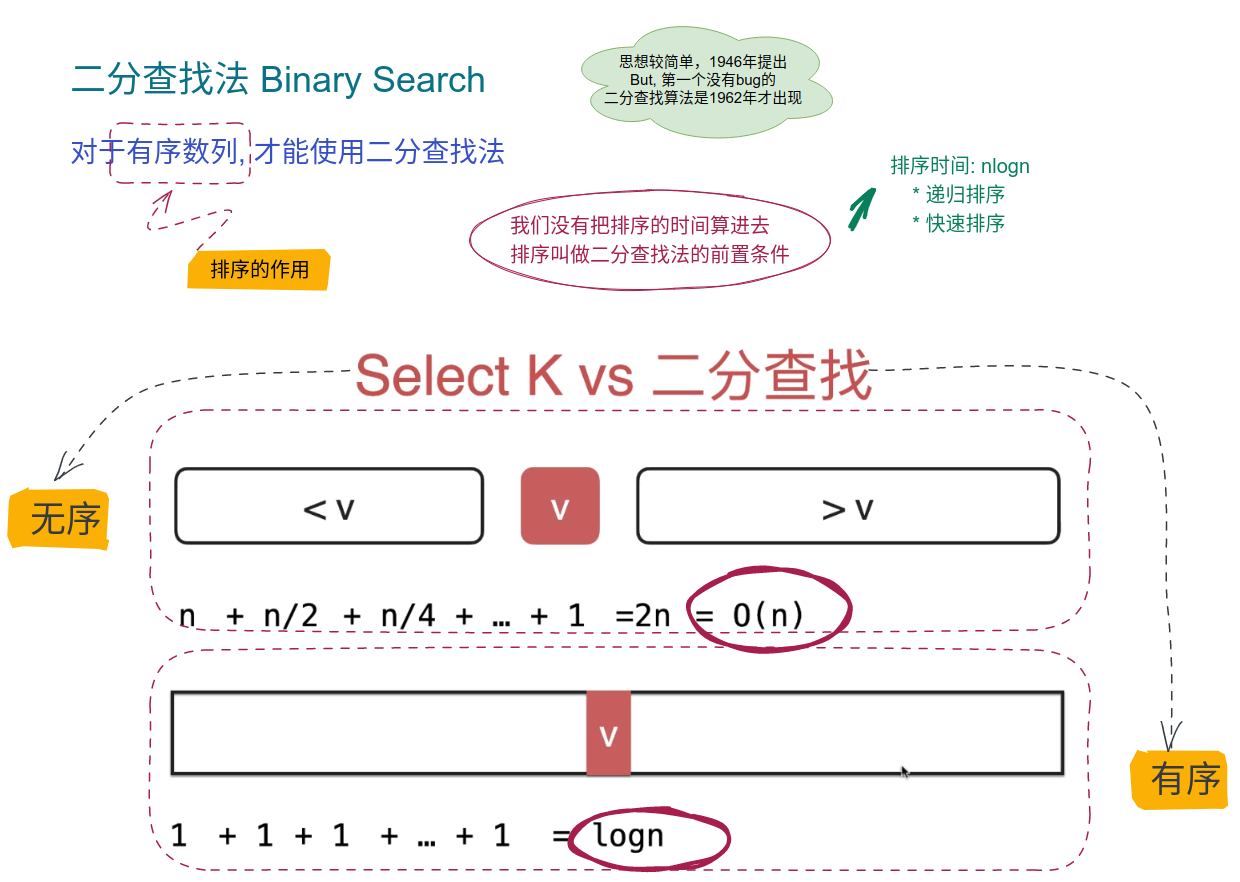 二分查找法 Binary Search
思想较简单，1946年提出
But, 第一个没有bug的
二分查找算法是1962年才出现
对于有序数列, 才能使用二分查找法
排序时间: nlogn
* 递归排序
* 快速排序
我们没有把排序的时间算进去
排序叫做二分查找法的前置条件
排序的作用
Select K vs 二分查找
无序
< v
v
> v
n + n/2 + n/4 + … + 1 =2n = O(n)
v
有序
1 + 1 + 1 + … + 1 = logn